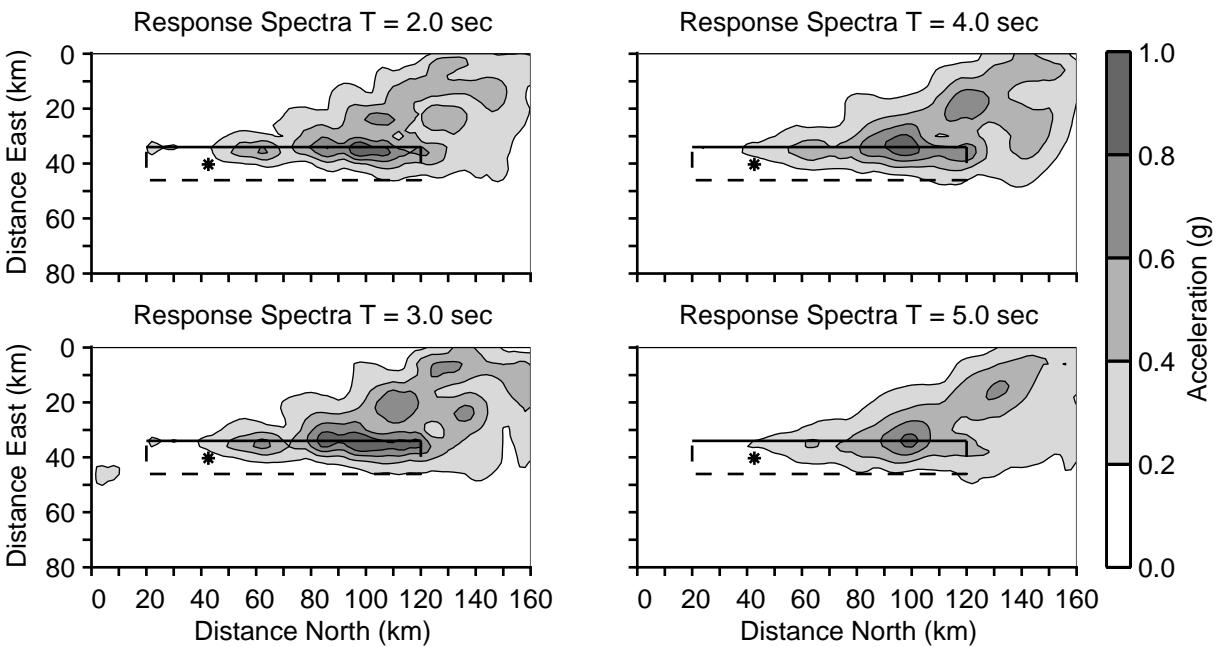 Response Spectra T = 2.0 sec
Response Spectra T = 4.0 sec
0
20
40
60
80
Distance East (km)
1.0
0.8
0.6
0.4
0.2
0.0
Acceleration (g)
Response Spectra T = 3.0 sec
Response Spectra T = 5.0 sec
0
20
40
60
80
Distance East (km)
0 20 40 60 80 100 120 140 160
Distance North (km)
0 20 40 60 80 100 120 140 160
Distance North (km)